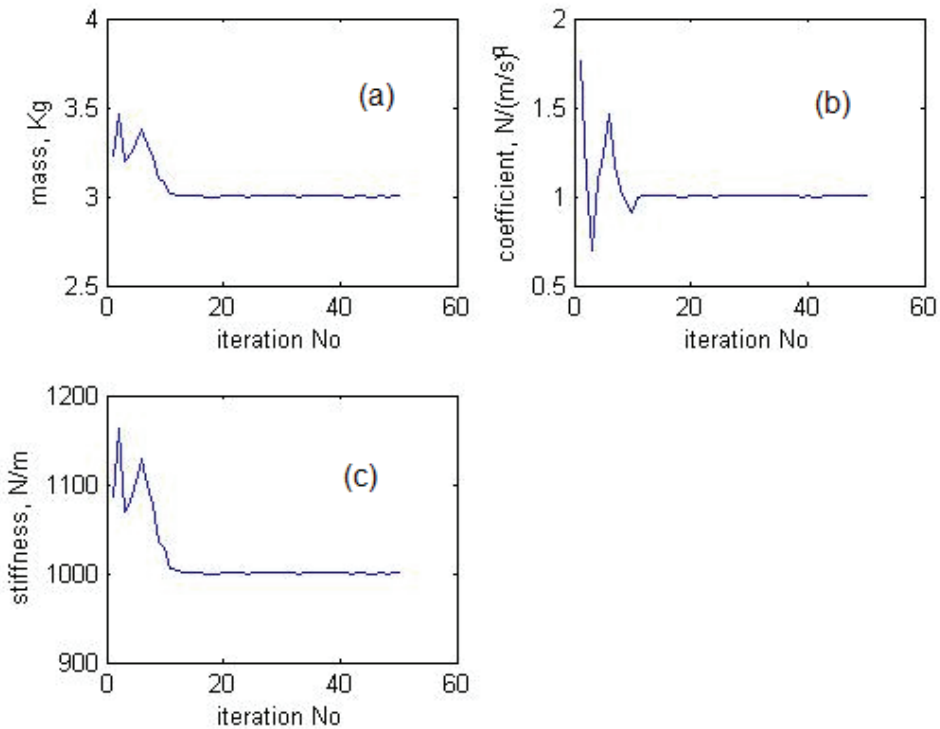 4
3.5
3
2.5
mass, Kg
(a)
0 20 40 60
iteration No
2
1.5
1
0.5
coefficient, N/(m/s)q
(b)
0 20 40 60
iteration No
1200
1100
1000
900
stiffness, N/m
(c)
0 20 40 60
iteration No